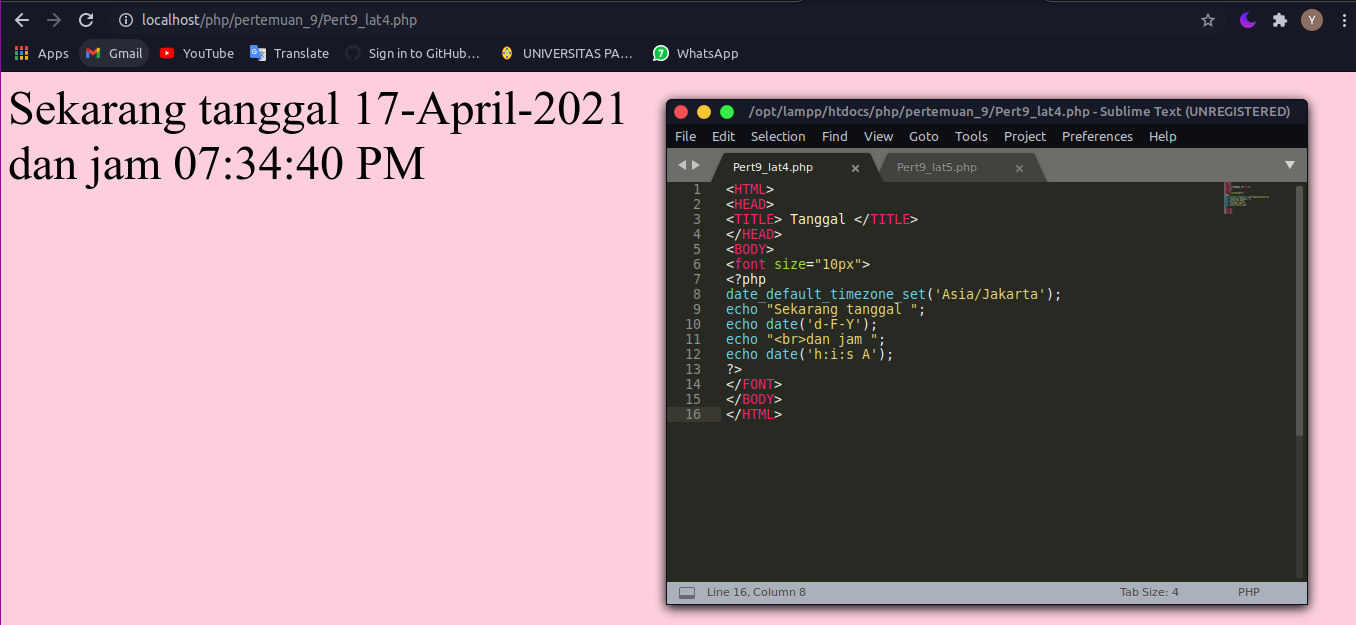 localhost/php/pertemuan_9/Pert9_lat4.php
Y
Apps Gmail YouTube Translate Sign in to GitHub... UNIVERSITAS PA... WhatsApp
Sekarang tanggal 17-April-2021
dan jam 07:34:40 PM
/opt/lampp/htdocs/php/pertemuan_9/Pert9_lat4.php - Sublime Text (UNREGISTERED)
File Edit Selection Find View Goto Tools Project Preferences Help
Pert9_lat4.php Pert9_lat5.php
1 <HTML>
2 <HEAD>
3 <TITLE> Tanggal </TITLE>
4 </HEAD>
5 <BODY>
6 <font size="10px">
7 <?php
8 date_default_timezone_set('Asia/Jakarta');
9 echo "Sekarang tanggal ";
10 echo date('d-F-Y');
11 echo "<br>dan jam ";
12 echo date('h:i:s A');
13 ?>
14 </FONT>
15 </BODY>
16 </HTML>
Line 16, Column 8 Tab Size: 4 PHP